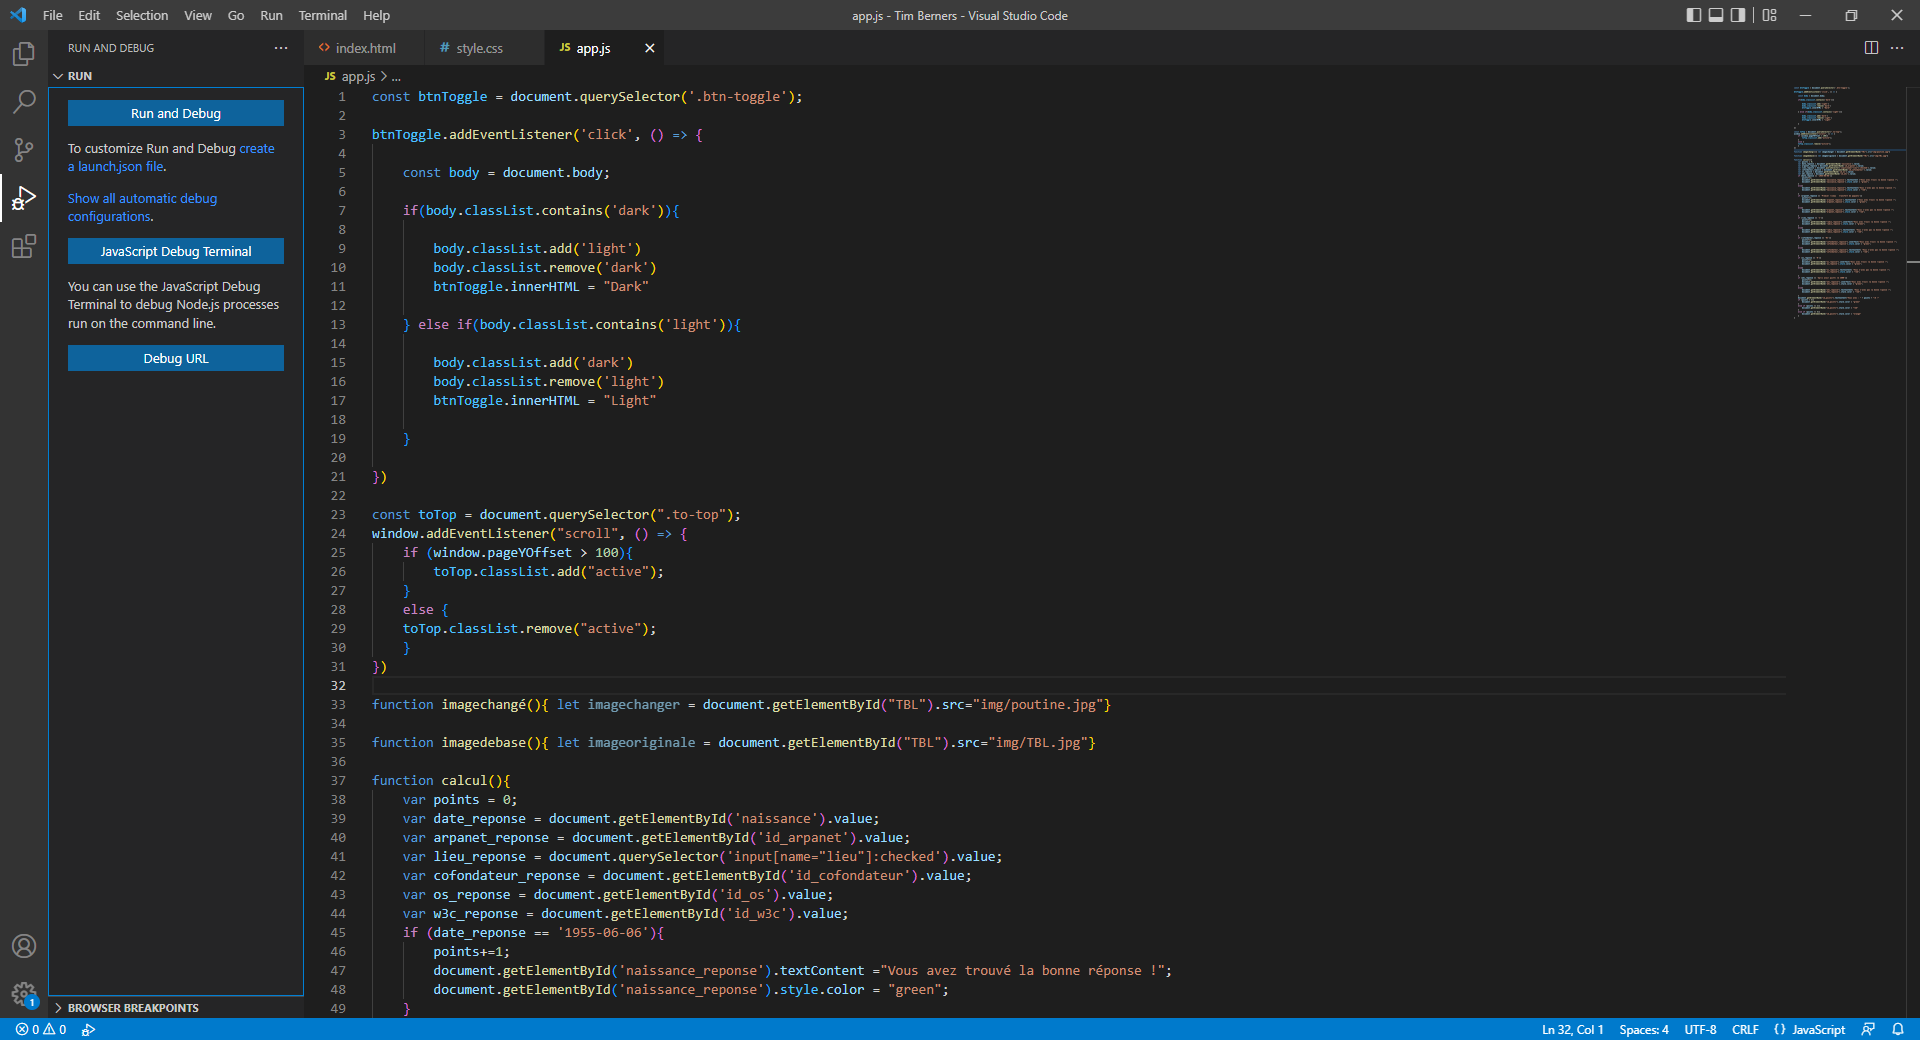 File Edit Selection View Go Run Terminal Help
app.js - Tim Berners - Visual Studio Code
RUN AND DEBUG
RUN
Run and Debug
To customize Run and Debug create
a launch.json file.
Show all automatic debug
configurations.
JavaScript Debug Terminal
You can use the JavaScript Debug
Terminal to debug Node.js processes
run on the command line.
Debug URL
BROWSER BREAKPOINTS
index.html
# style.css
JS app.js
JS app.js > ...
1 const btnToggle = document.querySelector('.btn-toggle');
2
3 btnToggle.addEventListener('click', () => {
4
5 const body = document.body;
6
7 if(body.classList.contains('dark')){
8
9 body.classList.add('light')
10 body.classList.remove('dark')
11 btnToggle.innerHTML = "Dark"
12
13 } else if(body.classList.contains('light')){
14
15 body.classList.add('dark')
16 body.classList.remove('light')
17 btnToggle.innerHTML = "Light"
18
19 }
20
21 })
22
23 const toTop = document.querySelector(".to-top");
24 window.addEventListener("scroll", () => {
25 if (window.pageYOffset > 100){
26 toTop.classList.add("active");
27 }
28 else {
29 toTop.classList.remove("active");
30 }
31 })
32
33 function imagechangé(){ let imagechanger = document.getElementById("TBL").src="img/poutine.jpg"}
34
35 function imagedebase(){ let imageoriginale = document.getElementById("TBL").src="img/TBL.jpg"}
36
37 function calcul(){
38 var points = 0;
39 var date_reponse = document.getElementById('naissance').value;
40 var arpanet_reponse = document.getElementById('id_arpanet').value;
41 var lieu_reponse = document.querySelector('input[name="lieu"]:checked').value;
42 var cofondateur_reponse = document.getElementById('id_cofondateur').value;
43 var os_reponse = document.getElementById('id_os').value;
44 var w3c_reponse = document.getElementById('id_w3c').value;
45 if (date_reponse == '1955-06-06'){
46 points+=1;
47 document.getElementById('naissance_reponse').textContent ="Vous avez trouvé la bonne réponse !";
48 document.getElementById('naissance_reponse').style.color = "green";
49 }
1
0 0
Ln 32, Col 1 Spaces: 4 UTF-8 CRLF {} JavaScript